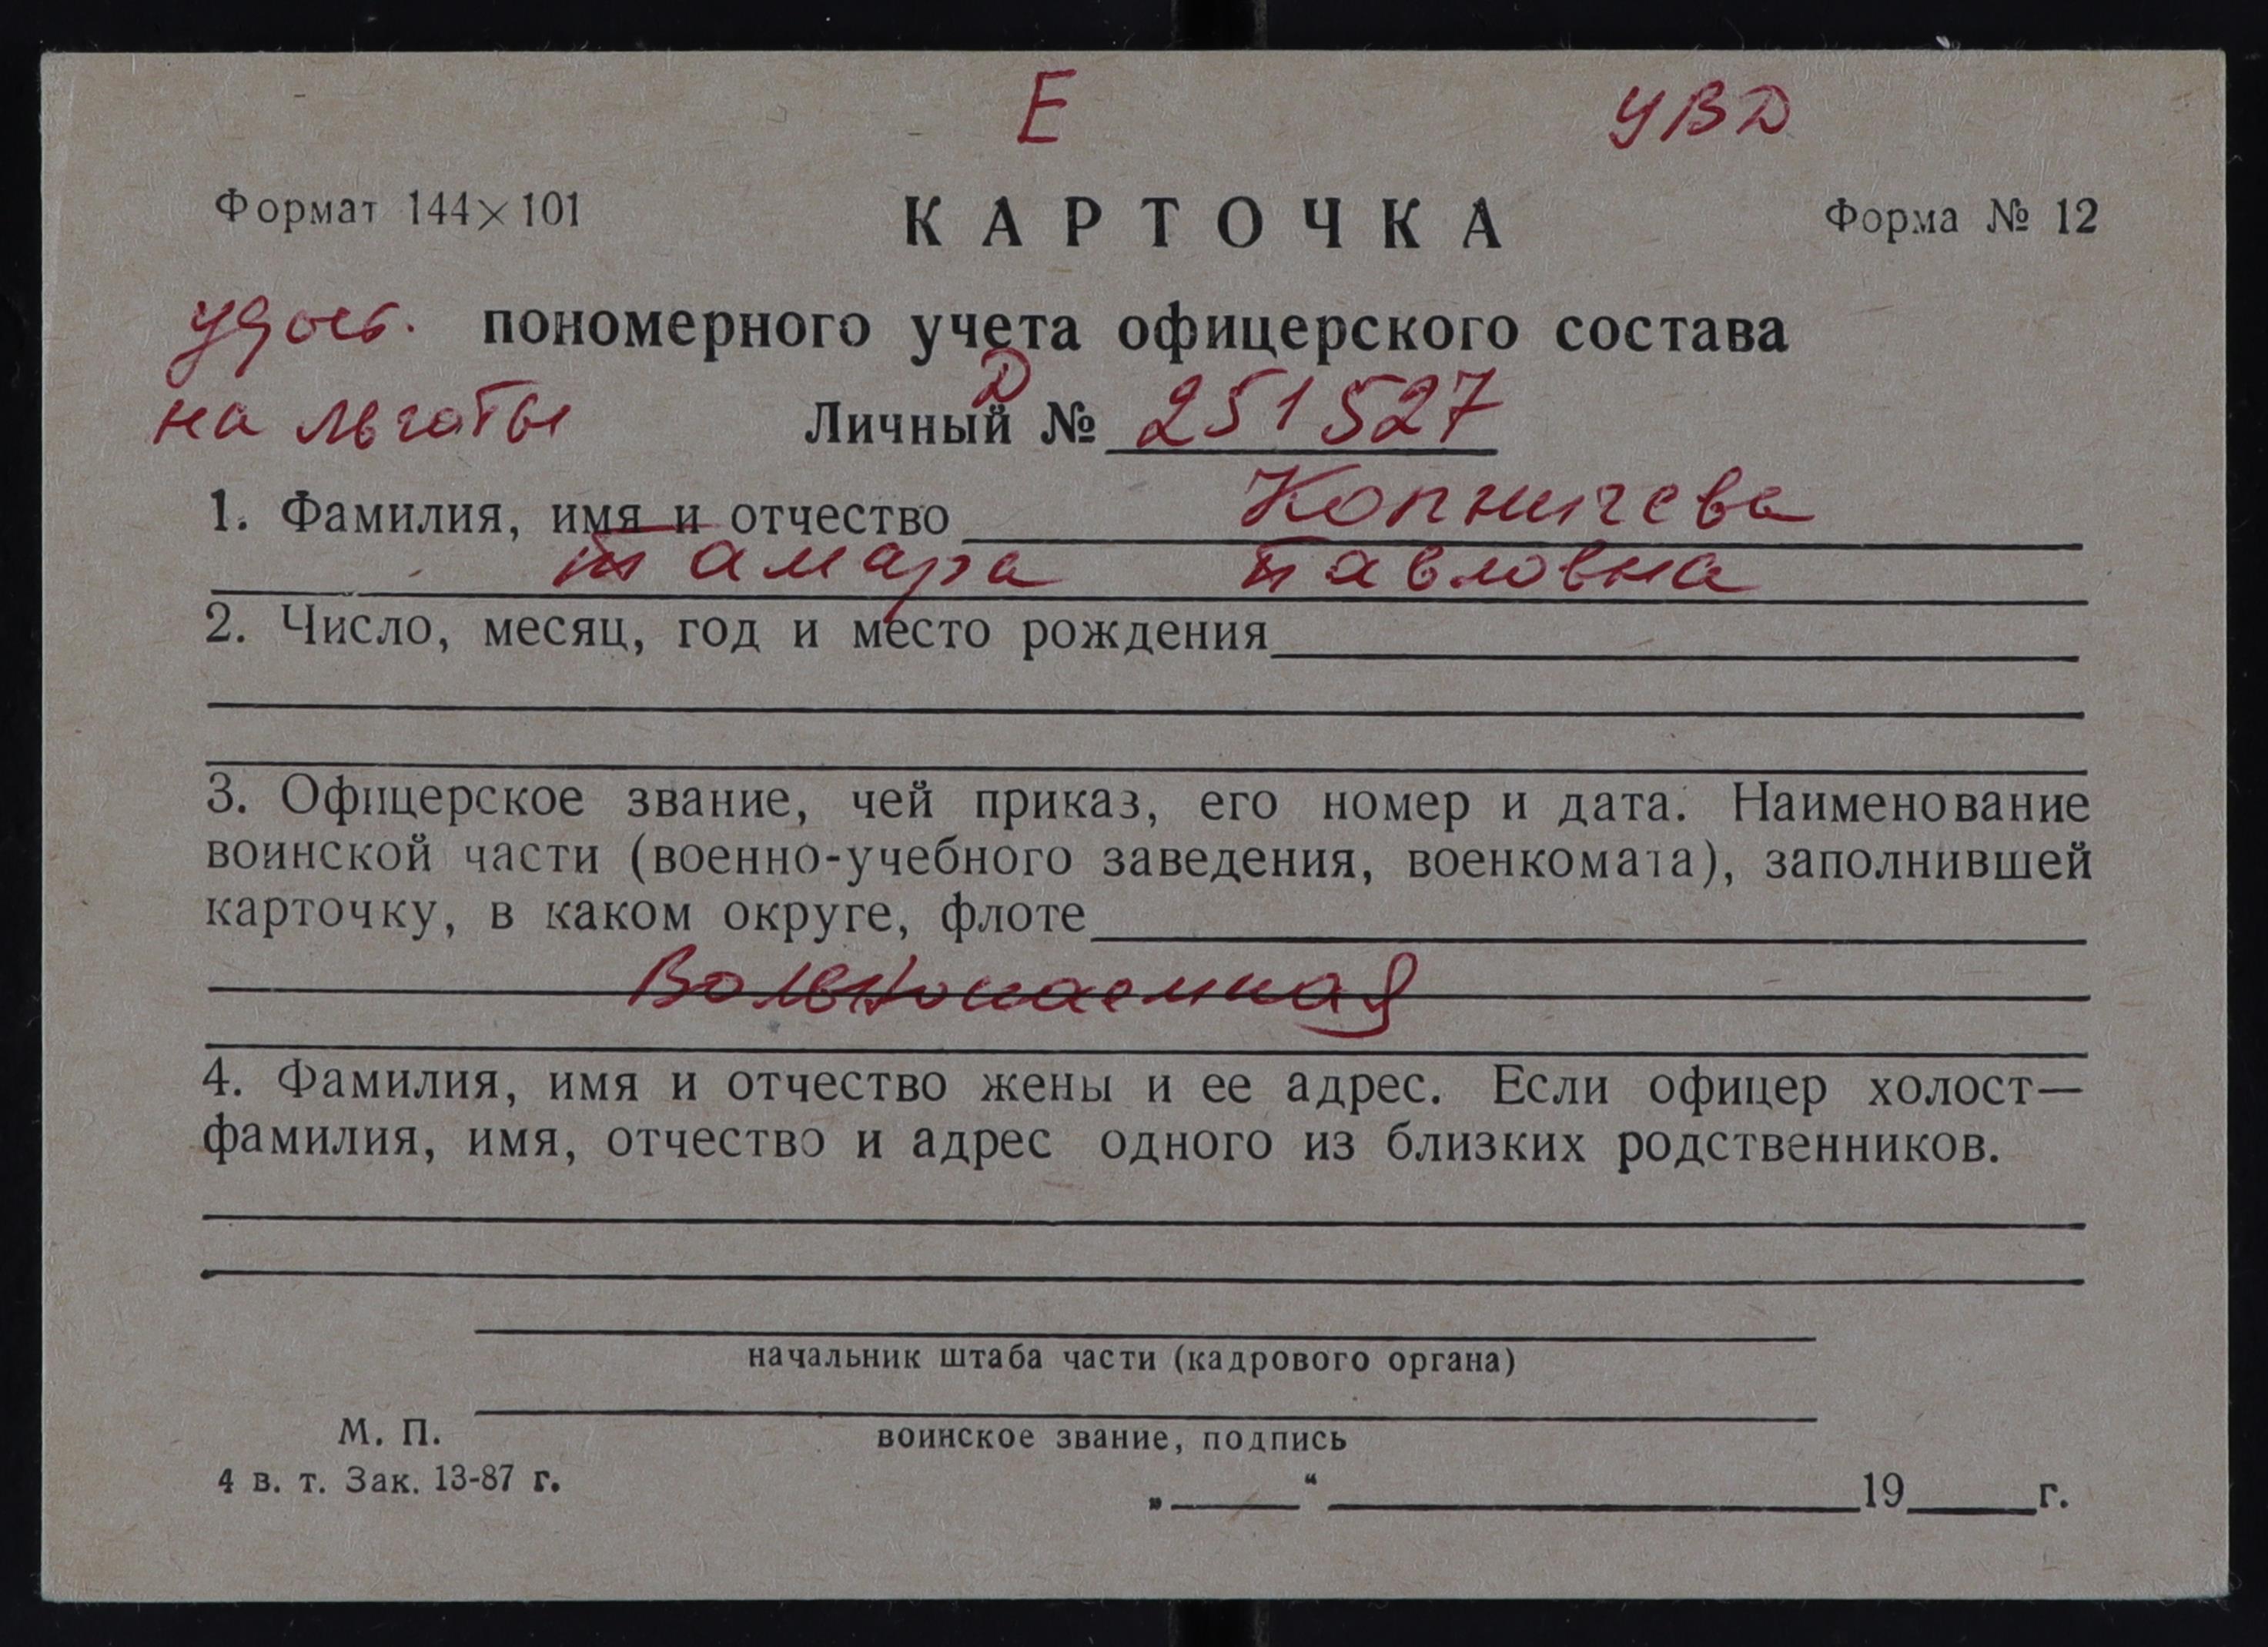 Е УВД
Формат 144×101 КАРТОЧКА Форма № 12
удост. пономерного учета офицерского состава
на льготы Личный № Д 251527
1. Фамилия, имя и отчество Копничева
Тамара Павловна
2. Число, месяц, год и место рождения
3. Офицерское звание, чей приказ, его номер и дата. Наименование
воинской части (военно-учебного заведения, военкомата), заполнившей
карточку, в каком округе, флоте
Вольнонаемная
4. Фамилия, имя и отчество жены и ее адрес. Если офицер холост—
фамилия, имя, отчество и адрес одного из близких родственников.
начальник штаба части (кадрового органа)
М. П.
воинское звание, подпись
4 в. т. Зак. 13-87 г.
„ “ 19 г.